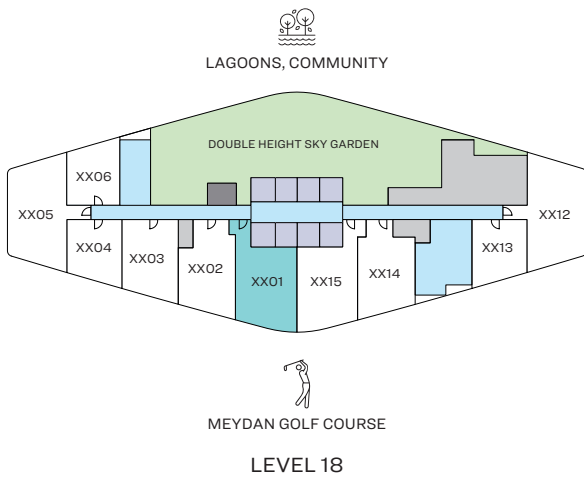 LAGOONS, COMMUNITY
DOUBLE HEIGHT SKY GARDEN
XX06
XX05
XX12
XX04
XX03
XX02
XX01
XX15
XX14
XX13
MEYDAN GOLF COURSE
LEVEL 18